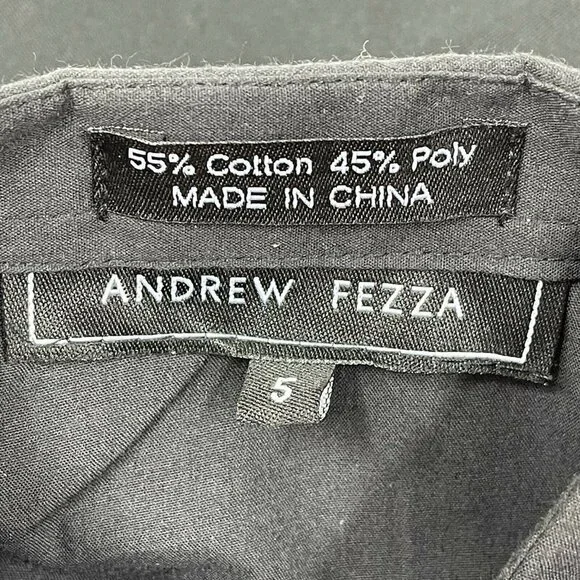 55% Cotton 45% Poly
MADE IN CHINA
ANDREW FEZZA
5